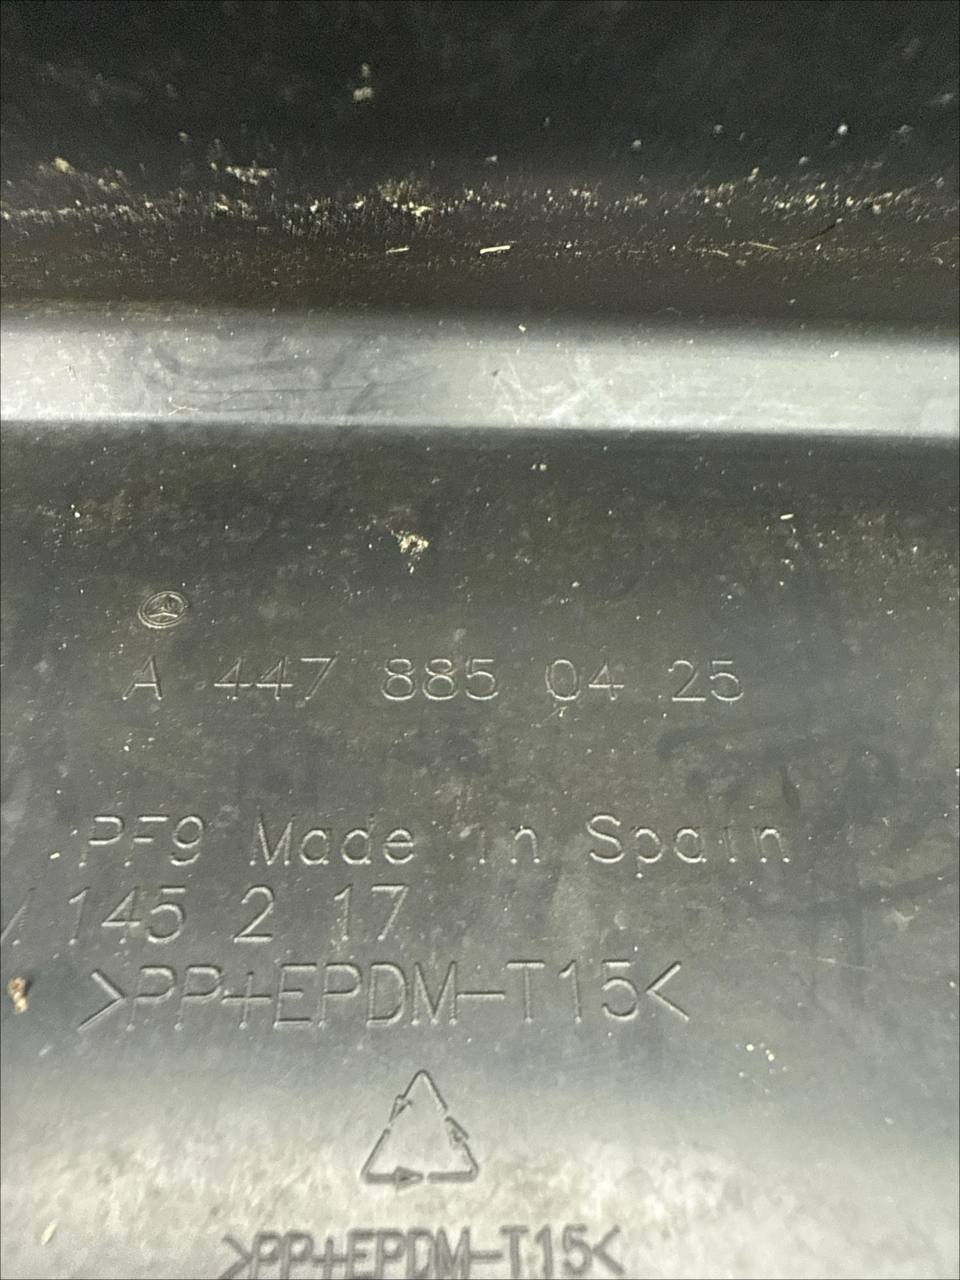 A 447 885 04 25
PF9 Made in Spain
145 2 17
>PP+EPDM-T15<
>PP+EPDM-T15<